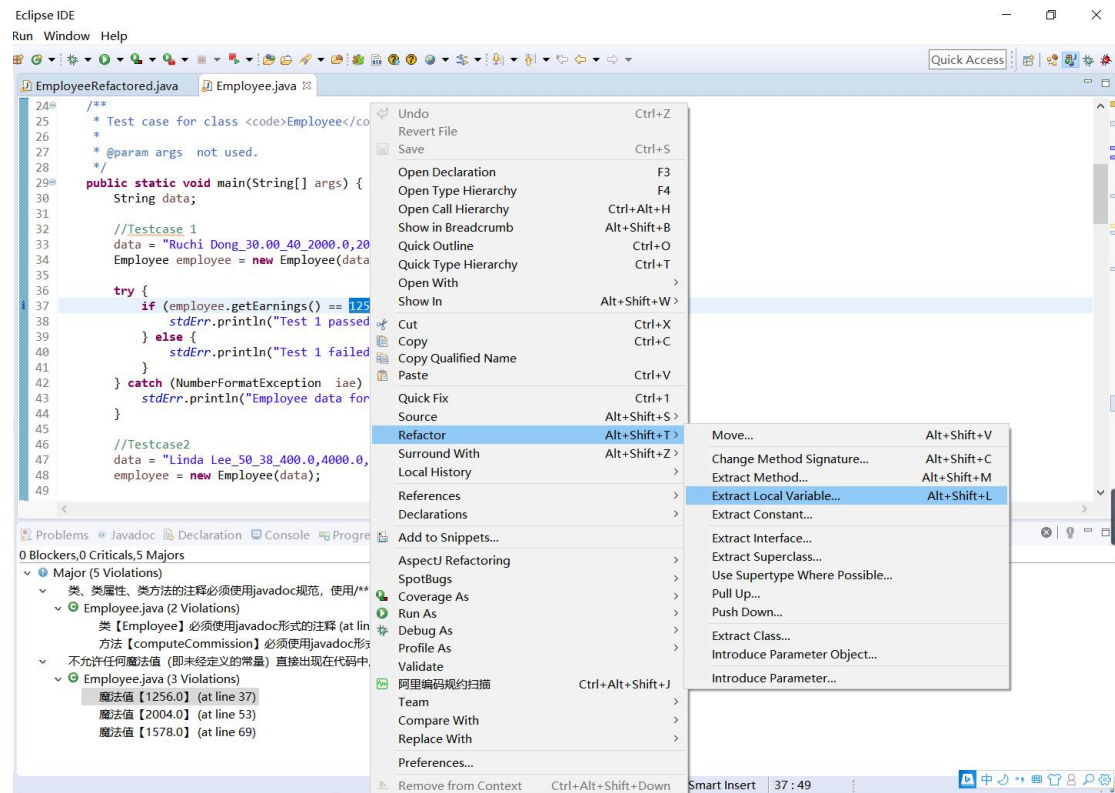 Eclipse IDE
Run Window Help
Quick Access
EmployeeRefactored.java
Employee.java
24 /**
25 * Test case for class <code>Employee</co
26 *
27 * @param args not used.
28 */
29 public static void main(String[] args) {
30 String data;
31
32 //Testcase 1
33 data = "Ruchi Dong_30.00_40_2000.0,20
34 Employee employee = new Employee(data
35
36 try {
37 if (employee.getEarnings() == 125
38 stdErr.println("Test 1 passed
39 } else {
40 stdErr.println("Test 1 failed
41 }
42 } catch (NumberFormatException iae)
43 stdErr.println("Employee data for
44 }
45
46 //Testcase2
47 data = "Linda Lee_50_38_400.0,4000.0,
48 employee = new Employee(data);
49
Undo Ctrl+Z
Revert File
Save Ctrl+S
Open Declaration F3
Open Type Hierarchy F4
Open Call Hierarchy Ctrl+Alt+H
Show in Breadcrumb Alt+Shift+B
Quick Outline Ctrl+O
Quick Type Hierarchy Ctrl+T
Open With
Show In Alt+Shift+W
Cut Ctrl+X
Copy Ctrl+C
Copy Qualified Name
Paste Ctrl+V
Quick Fix Ctrl+1
Source Alt+Shift+S
Refactor Alt+Shift+T
Surround With Alt+Shift+Z
Local History
References
Declarations
Add to Snippets...
AspectJ Refactoring
SpotBugs
Coverage As
Run As
Debug As
Profile As
Validate
阿里编码规约扫描 Ctrl+Alt+Shift+J
Team
Compare With
Replace With
Preferences...
Remove from Context Ctrl+Alt+Shift+Down
Move... Alt+Shift+V
Change Method Signature... Alt+Shift+C
Extract Method... Alt+Shift+M
Extract Local Variable... Alt+Shift+L
Extract Constant...
Extract Interface...
Extract Superclass...
Use Supertype Where Possible...
Pull Up...
Push Down...
Extract Class...
Introduce Parameter Object...
Introduce Parameter...
Problems Javadoc Declaration Console Progre
0 Blockers,0 Criticals,5 Majors
Major (5 Violations)
类、类属性、类方法的注释必须使用javadoc规范，使用/**
Employee.java (2 Violations)
类【Employee】必须使用javadoc形式的注释 (at lin
方法【computeCommission】必须使用javadoc形式
不允许任何魔法值（即未经定义的常量）直接出现在代码中
Employee.java (3 Violations)
魔法值【1256.0】 (at line 37)
魔法值【2004.0】 (at line 53)
魔法值【1578.0】 (at line 69)
Smart Insert 37 : 49
中